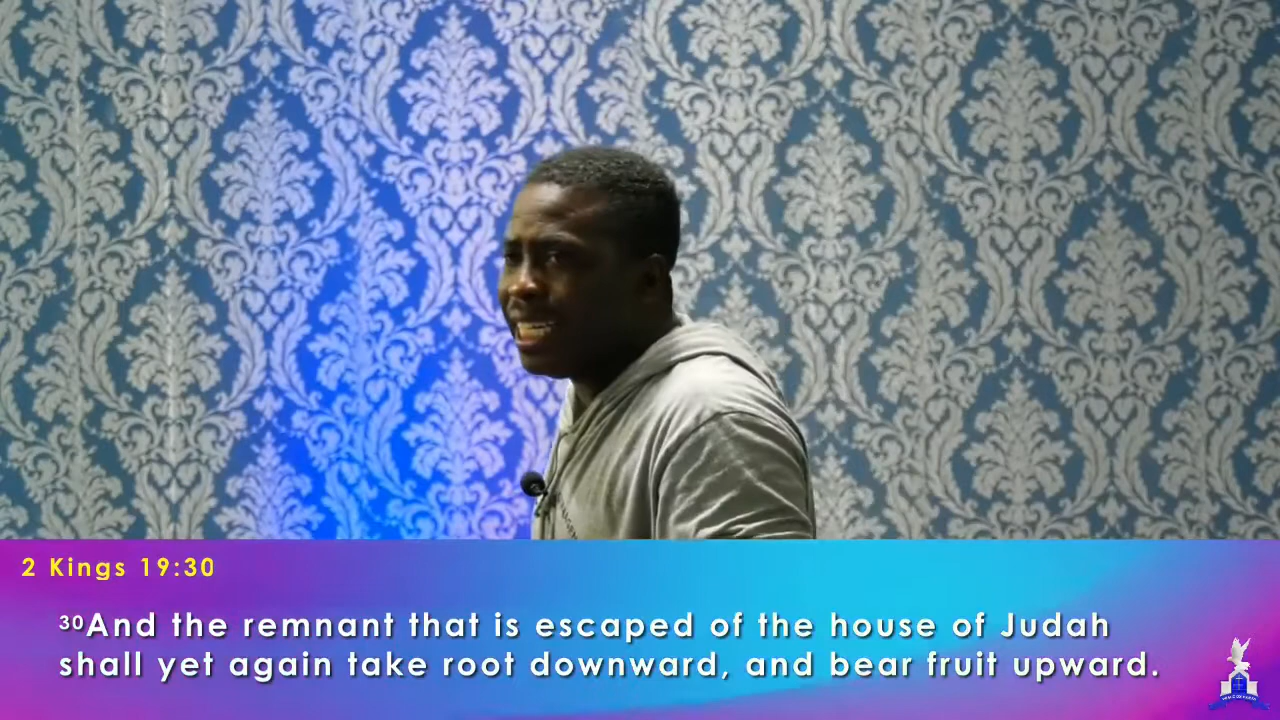 2 Kings 19:30
30And the remnant that is escaped of the house of Judah
shall yet again take root downward, and bear fruit upward.